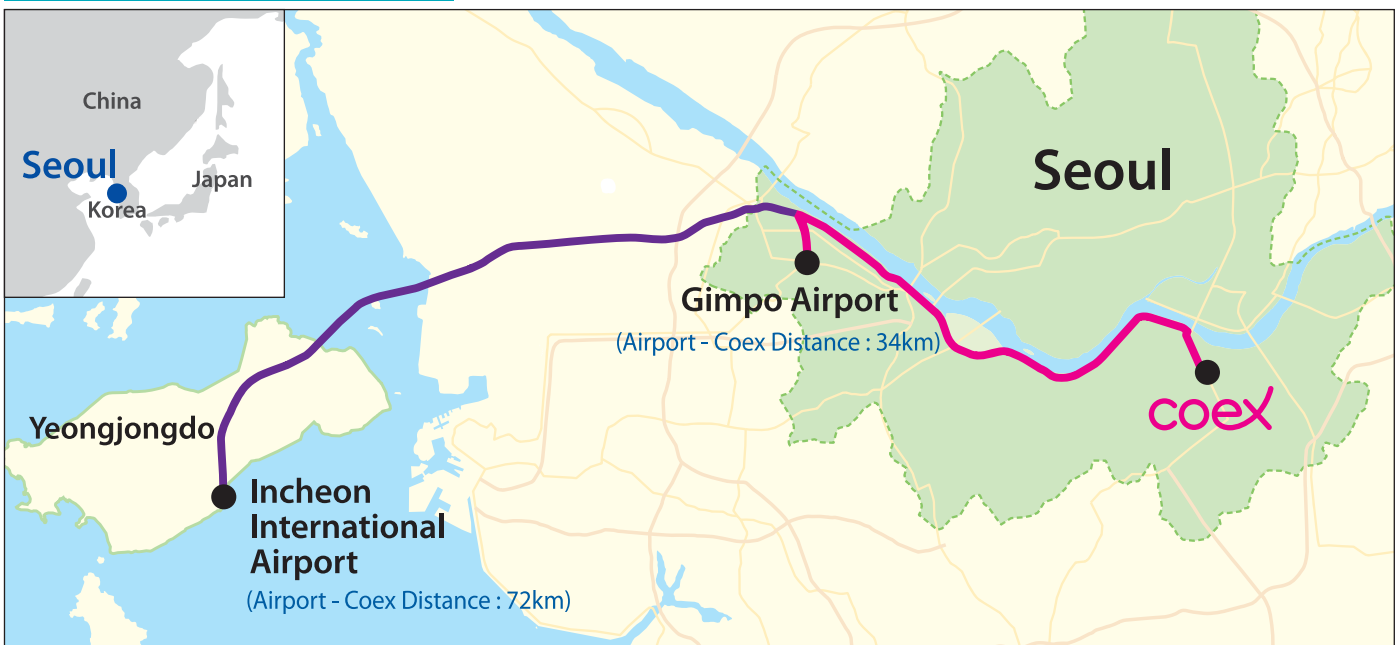 China
Seoul
Japan
Korea
Seoul
Gimpo Airport
(Airport - Coex Distance : 34km)
coex
Yeongjongdo
Incheon
International
Airport
(Airport - Coex Distance : 72km)